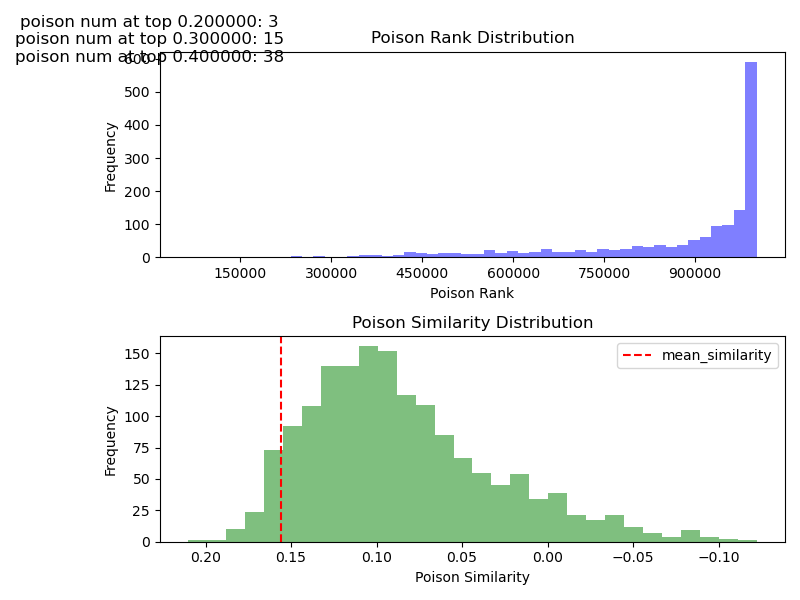 poison num at top 0.200000: 3
poison num at top 0.300000: 15
poison num at top 0.400000: 38
Poison Rank Distribution
600
500
400
300
200
100
0
Frequency
150000 300000 450000 600000 750000 900000
Poison Rank
Poison Similarity Distribution
mean_similarity
150
125
100
75
50
25
0
Frequency
0.20 0.15 0.10 0.05 0.00 −0.05 −0.10
Poison Similarity